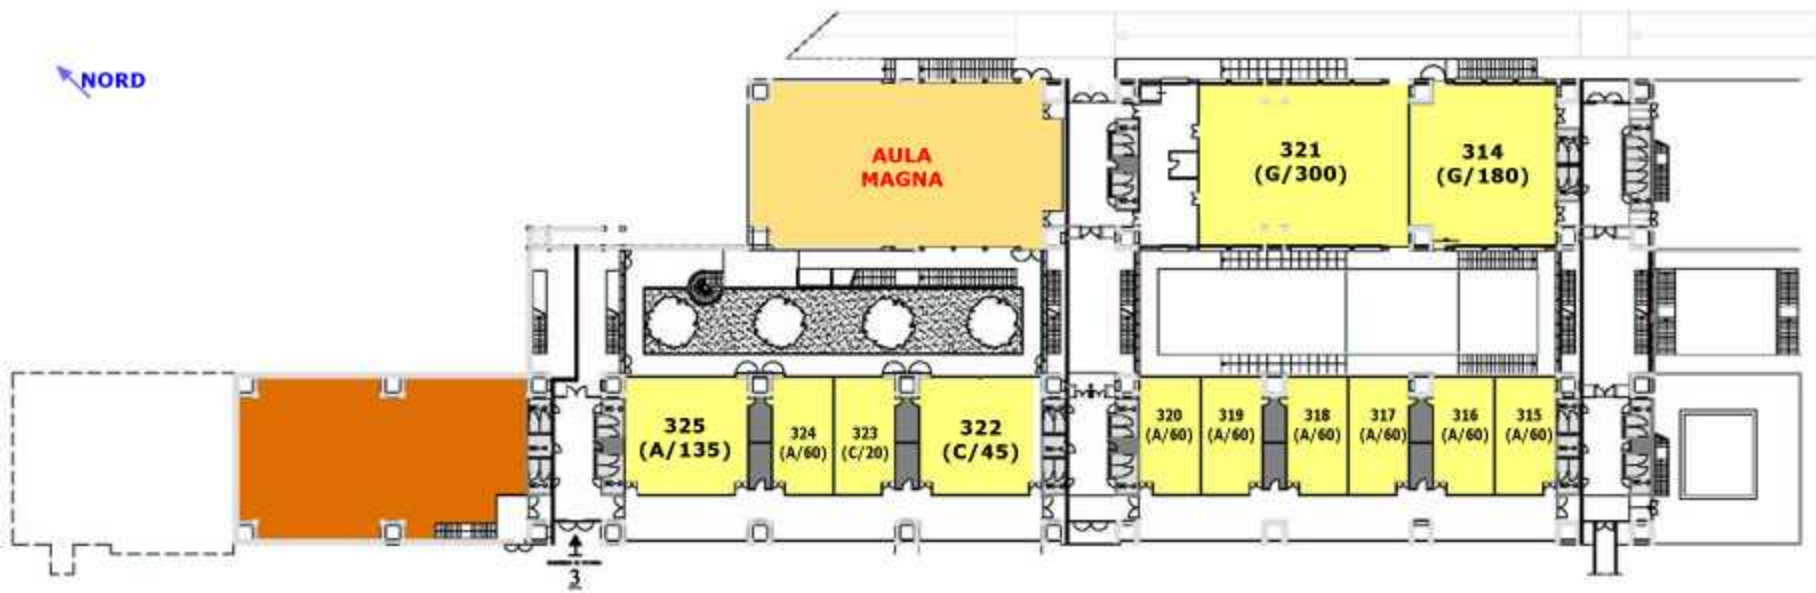 NORD
AULA
MAGNA
321
(G/300)
314
(G/180)
325
(A/135)
324
(A/60)
323
(C/20)
322
(C/45)
320
(A/60)
319
(A/60)
318
(A/60)
317
(A/60)
316
(A/60)
315
(A/60)
3